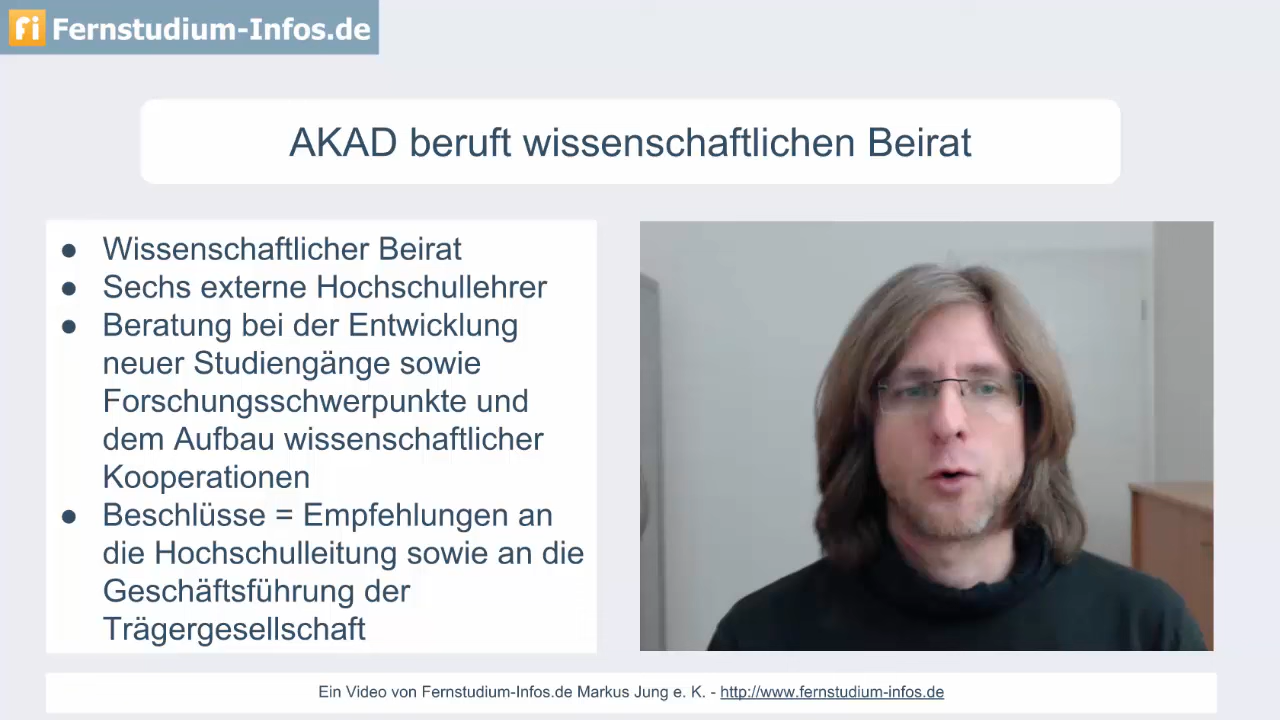 fi Fernstudium-Infos.de
AKAD beruft wissenschaftlichen Beirat
● Wissenschaftlicher Beirat
● Sechs externe Hochschullehrer
● Beratung bei der Entwicklung
neuer Studiengänge sowie
Forschungsschwerpunkte und
dem Aufbau wissenschaftlicher
Kooperationen
● Beschlüsse = Empfehlungen an
die Hochschulleitung sowie an die
Geschäftsführung der
Trägergesellschaft
Ein Video von Fernstudium-Infos.de Markus Jung e. K. - http://www.fernstudium-infos.de